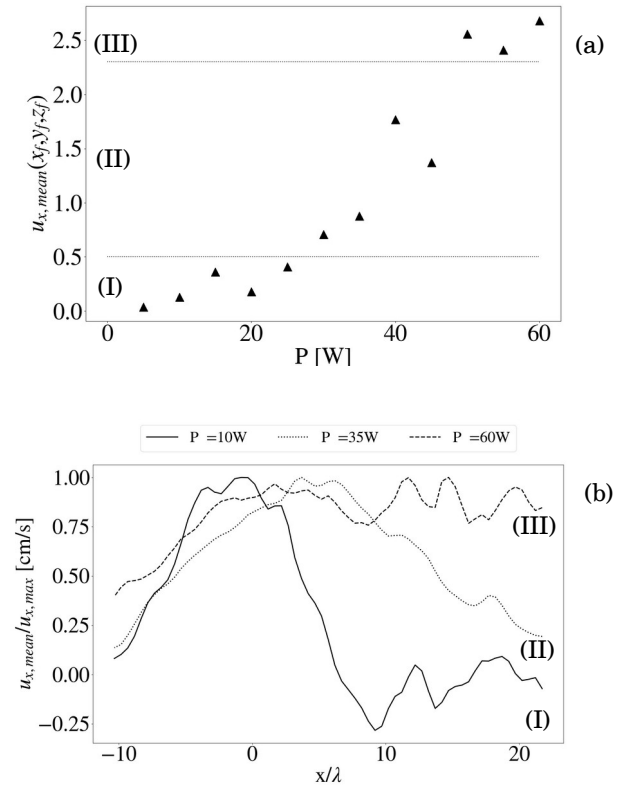 (III)
(a)
(II)
(I)
2.5
2.0
1.5
1.0
0.5
0.0
u_{x,mean}(x_f,y_f,z_f)
0 20 40 60
P [W]
P =10W P =35W P =60W
(b)
1.00
0.75
0.50
0.25
0.00
−0.25
u_{x,mean}/u_{x,max} [cm/s]
(III)
(II)
(I)
−10 0 10 20
x/λ